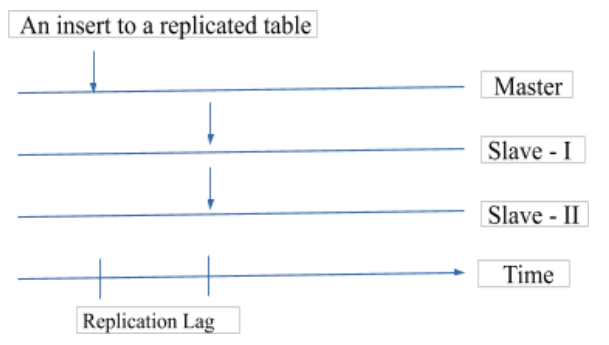 An insert to a replicated table
Master
Slave - I
Slave - II
Time
Replication Lag